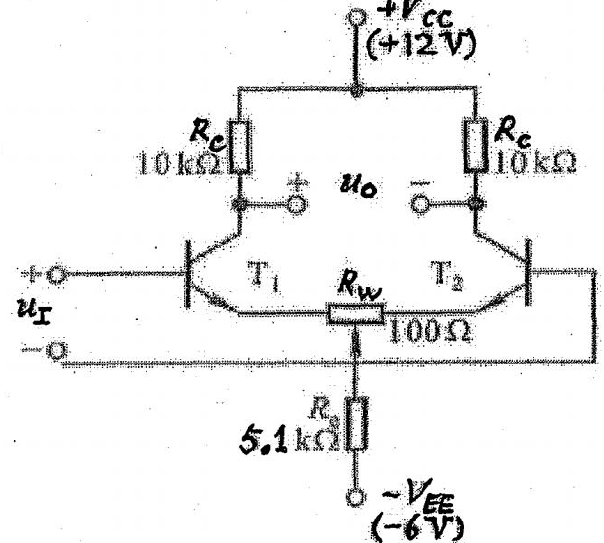 +V_CC
(+12V)
R_C
10kΩ
R_C
10kΩ
+
u_O
−
+
u_I
−
T_1
R_W
T_2
100Ω
R_e
5.1kΩ
−V_EE
(−6V)